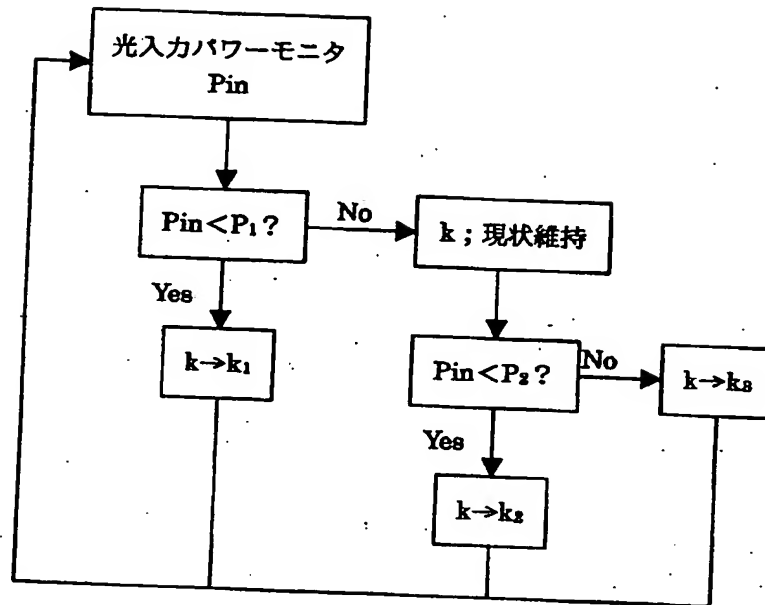 光入力パワーモニタ
Pin
Pin<P₁?
No
k;現状維持
Yes
k→k₁
Pin<P₂?
No
k→k₃
Yes
k→k₂